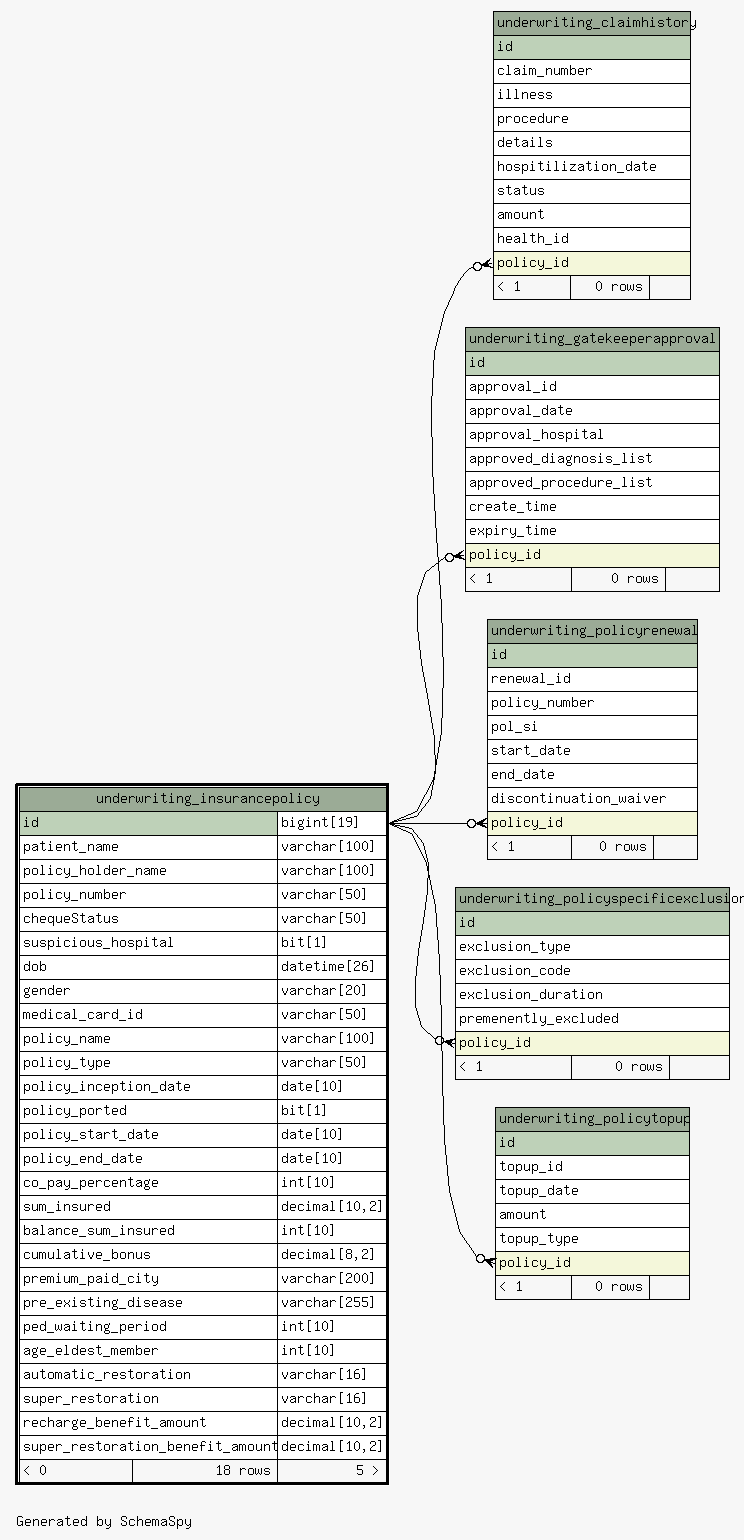 underwriting_claimhistory
id
claim_number
illness
procedure
details
hospitilization_date
status
amount
health_id
policy_id
< 1 0 rows
underwriting_gatekeeperapproval
id
approval_id
approval_date
approval_hospital
approved_diagnosis_list
approved_procedure_list
create_time
expiry_time
policy_id
< 1 0 rows
underwriting_policyrenewal
id
renewal_id
policy_number
pol_si
start_date
end_date
discontinuation_waiver
policy_id
< 1 0 rows
underwriting_policyspecificexclusion
id
exclusion_type
exclusion_code
exclusion_duration
premenently_excluded
policy_id
< 1 0 rows
underwriting_policytopup
id
topup_id
topup_date
amount
topup_type
policy_id
< 1 0 rows
underwriting_insurancepolicy
id bigint[19]
patient_name varchar[100]
policy_holder_name varchar[100]
policy_number varchar[50]
chequeStatus varchar[50]
suspicious_hospital bit[1]
dob datetime[26]
gender varchar[20]
medical_card_id varchar[50]
policy_name varchar[100]
policy_type varchar[50]
policy_inception_date date[10]
policy_ported bit[1]
policy_start_date date[10]
policy_end_date date[10]
co_pay_percentage int[10]
sum_insured decimal[10,2]
balance_sum_insured int[10]
cumulative_bonus decimal[8,2]
premium_paid_city varchar[200]
pre_existing_disease varchar[255]
ped_waiting_period int[10]
age_eldest_member int[10]
automatic_restoration varchar[16]
super_restoration varchar[16]
recharge_benefit_amount decimal[10,2]
super_restoration_benefit_amount decimal[10,2]
< 0 18 rows 5 >
Generated by SchemaSpy